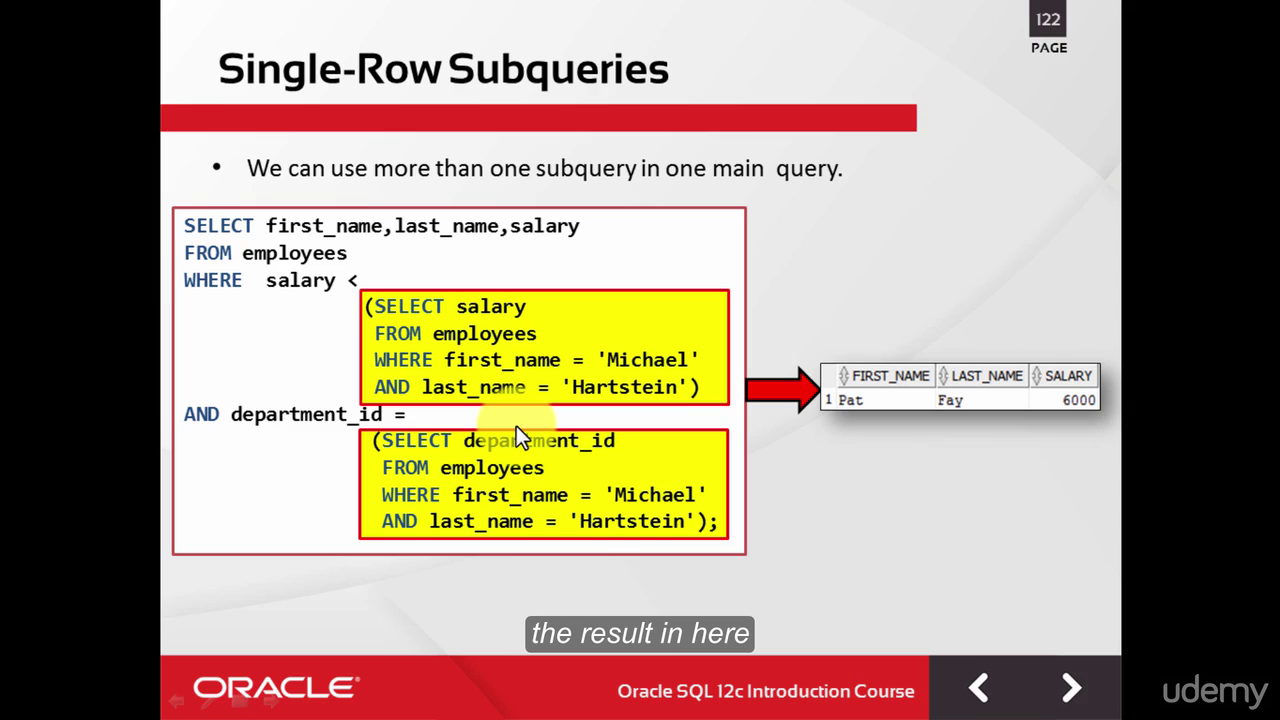 122
PAGE
Single-Row Subqueries
• We can use more than one subquery in one main query.
SELECT first_name,last_name,salary
FROM employees
WHERE salary <
(SELECT salary
FROM employees
WHERE first_name = 'Michael'
AND last_name = 'Hartstein')
AND department_id =
(SELECT department_id
FROM employees
WHERE first_name = 'Michael'
AND last_name = 'Hartstein');
FIRST_NAME LAST_NAME SALARY
1 Pat Fay 6000
the result in here
ORACLE®
Oracle SQL 12c Introduction Course
udemy